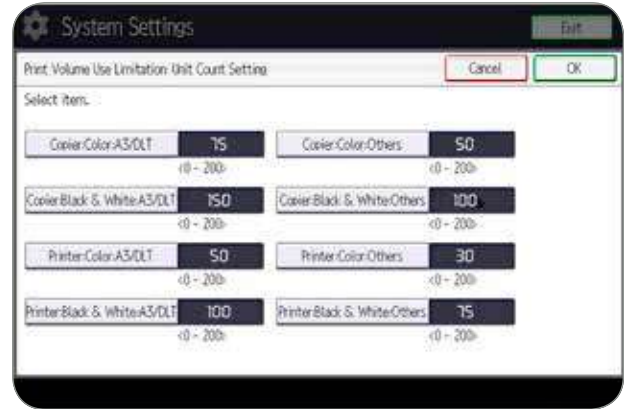 System Settings
Exit
Print Volume Use Limitation Unit Count Setting
Cancel
OK
Select item.
Copier:Color:A3/DLT 75 Copier:Color:Others 50
<0 - 200> <0 - 200>
Copier:Black & White:A3/DLT 150 Copier:Black & White:Others 100
<0 - 200> <0 - 200>
Printer:Color:A3/DLT 50 Printer:Color:Others 30
<0 - 200> <0 - 200>
Printer:Black & White:A3/DLT 100 Printer:Black & White:Others 75
<0 - 200> <0 - 200>